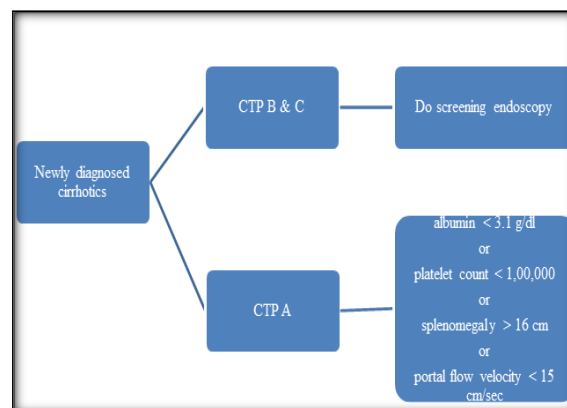 CTP B & C
Do screening endoscopy
Newly diagnosed
cirrhotics
CTP A
albumin < 3.1 g/dl
or
platelet count < 1,00,000
or
splenomegaly > 16 cm
or
portal flow velocity < 15
cm/sec